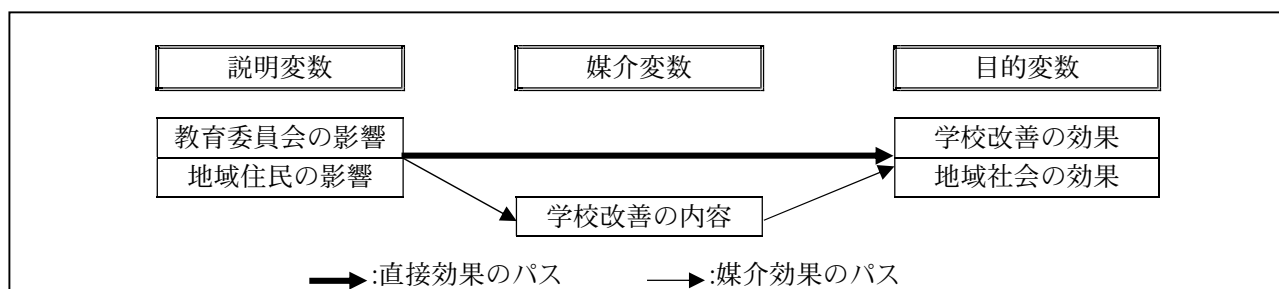 説明変数 媒介変数 目的変数
教育委員会の影響 学校改善の効果
地域住民の影響 地域社会の効果
学校改善の内容
:直接効果のパス :媒介効果のパス